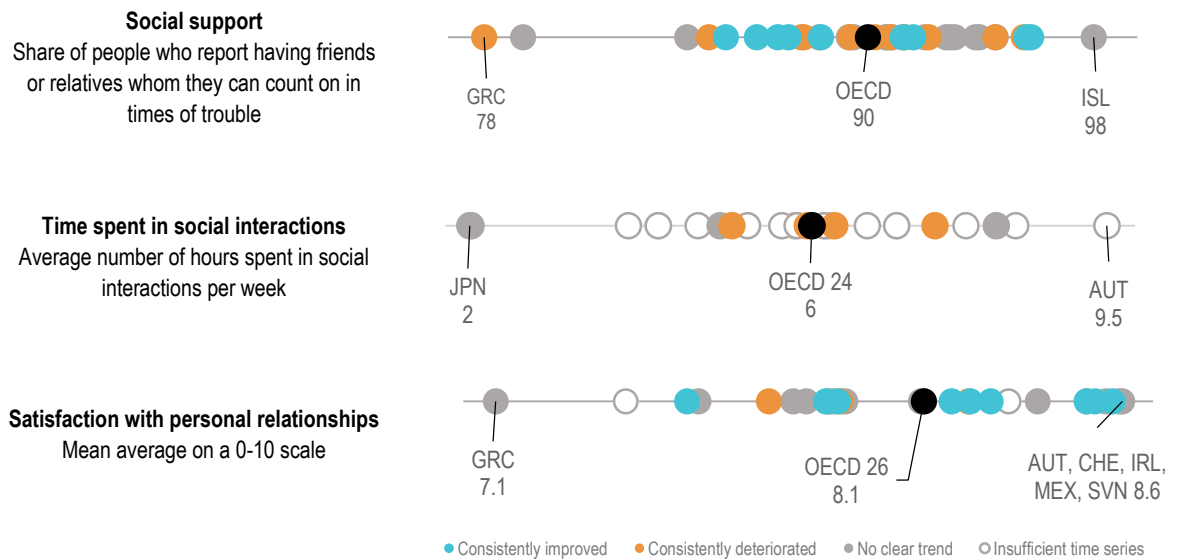 Social support
Share of people who report having friends
or relatives whom they can count on in
times of trouble
GRC
78
OECD
90
ISL
98
Time spent in social interactions
Average number of hours spent in social
interactions per week
JPN
2
OECD 24
6
AUT
9.5
Satisfaction with personal relationships
Mean average on a 0-10 scale
GRC
7.1
OECD 26
8.1
AUT, CHE, IRL,
MEX, SVN 8.6
Consistently improved
Consistently deteriorated
No clear trend
Insufficient time series